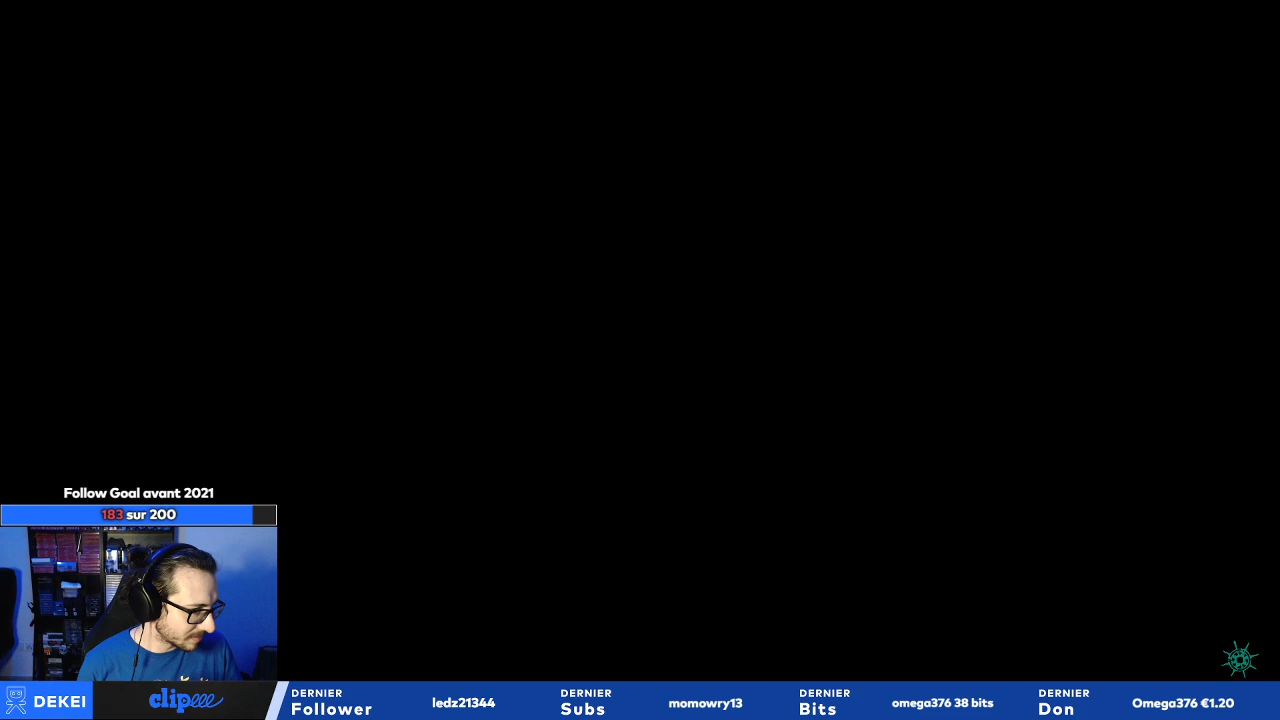 Follow Goal avant 2021
183 sur 200
DEKEI
clipeee
DERNIER
Follower
ledz21344
DERNIER
Subs
momowry13
DERNIER
Bits
omega376 38 bits
DERNIER
Don
Omega376 €1.20